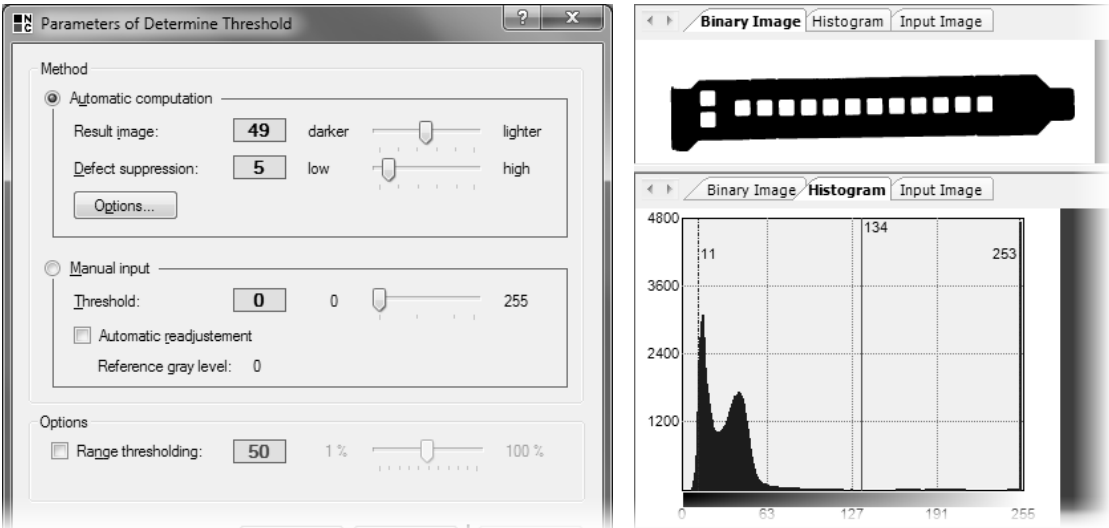 NC Parameters of Determine Threshold ? X
Method
Automatic computation
Result image: 49 darker lighter
Defect suppression: 5 low high
Options...
Manual input
Threshold: 0 0 255
Automatic readjustement
Reference gray level: 0
Options
Range thresholding: 50 1 % 100 %
Binary Image Histogram Input Image
Binary Image Histogram Input Image
4800
134
11
253
3600
2400
1200
0 63 127 191 255